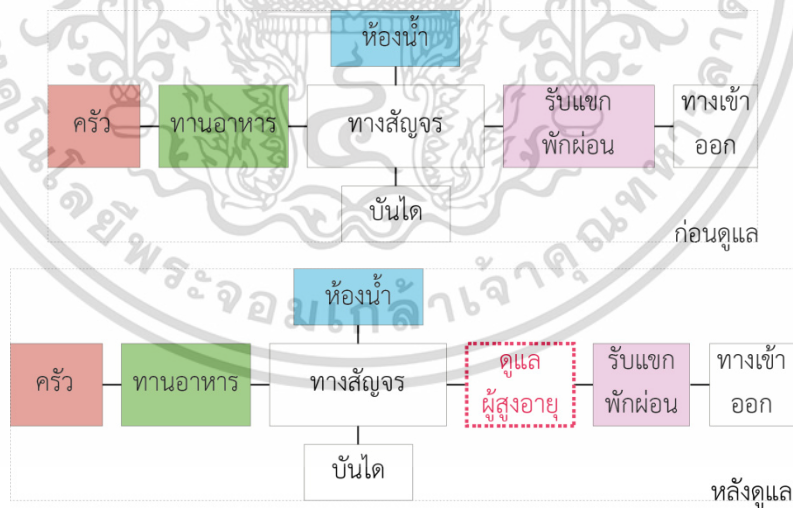 ห้องน้ำ
ครัว
ทานอาหาร
ทางสัญจร
รับแขก
พักผ่อน
ทางเข้า
ออก
บันได
ก่อนดูแล
ห้องน้ำ
ครัว
ทานอาหาร
ทางสัญจร
ดูแล
ผู้สูงอายุ
รับแขก
พักผ่อน
ทางเข้า
ออก
บันได
หลังดูแล